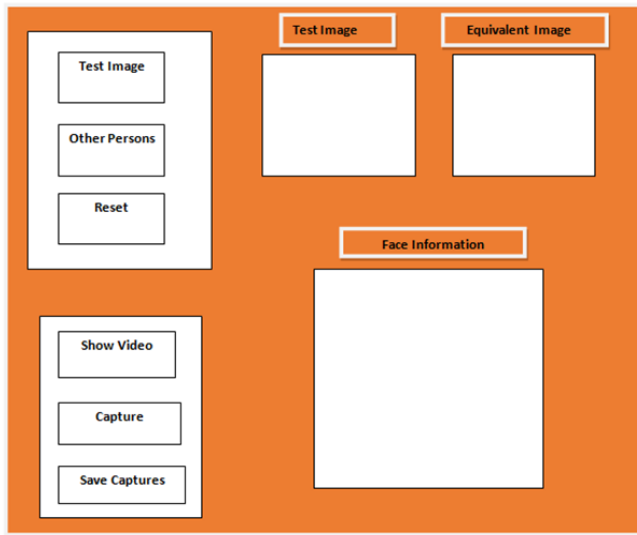 Test Image
Equivalent Image
Test Image
Other Persons
Reset
Face Information
Show Video
Capture
Save Captures